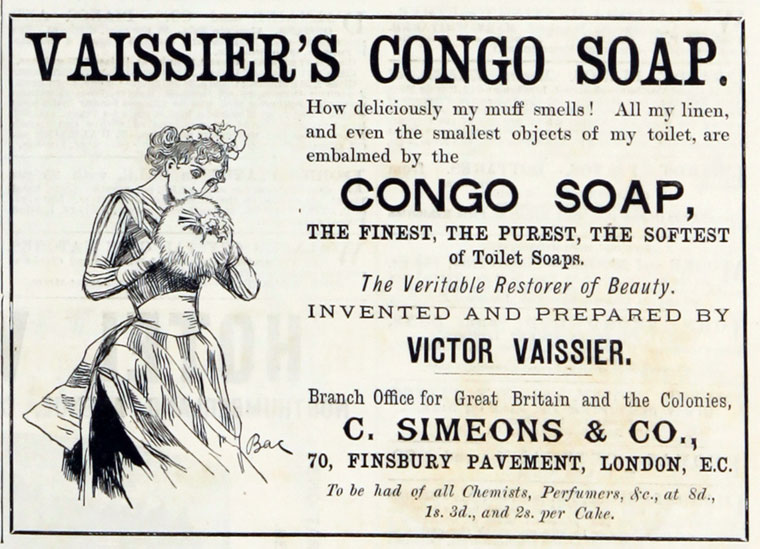 VAISSIER'S CONGO SOAP.
How deliciously my muff smells! All my linen,
and even the smallest objects of my toilet, are
embalmed by the
CONGO SOAP,
THE FINEST, THE PUREST, THE SOFTEST
of Toilet Soaps.
The Veritable Restorer of Beauty.
INVENTED AND PREPARED BY
VICTOR VAISSIER.
Branch Office for Great Britain and the Colonies,
C. SIMEONS & CO.,
70, FINSBURY PAVEMENT, LONDON, E.C.
To be had of all Chemists, Perfumers, &c., at 8d.,
1s. 3d., and 2s. per Cake.
Bac